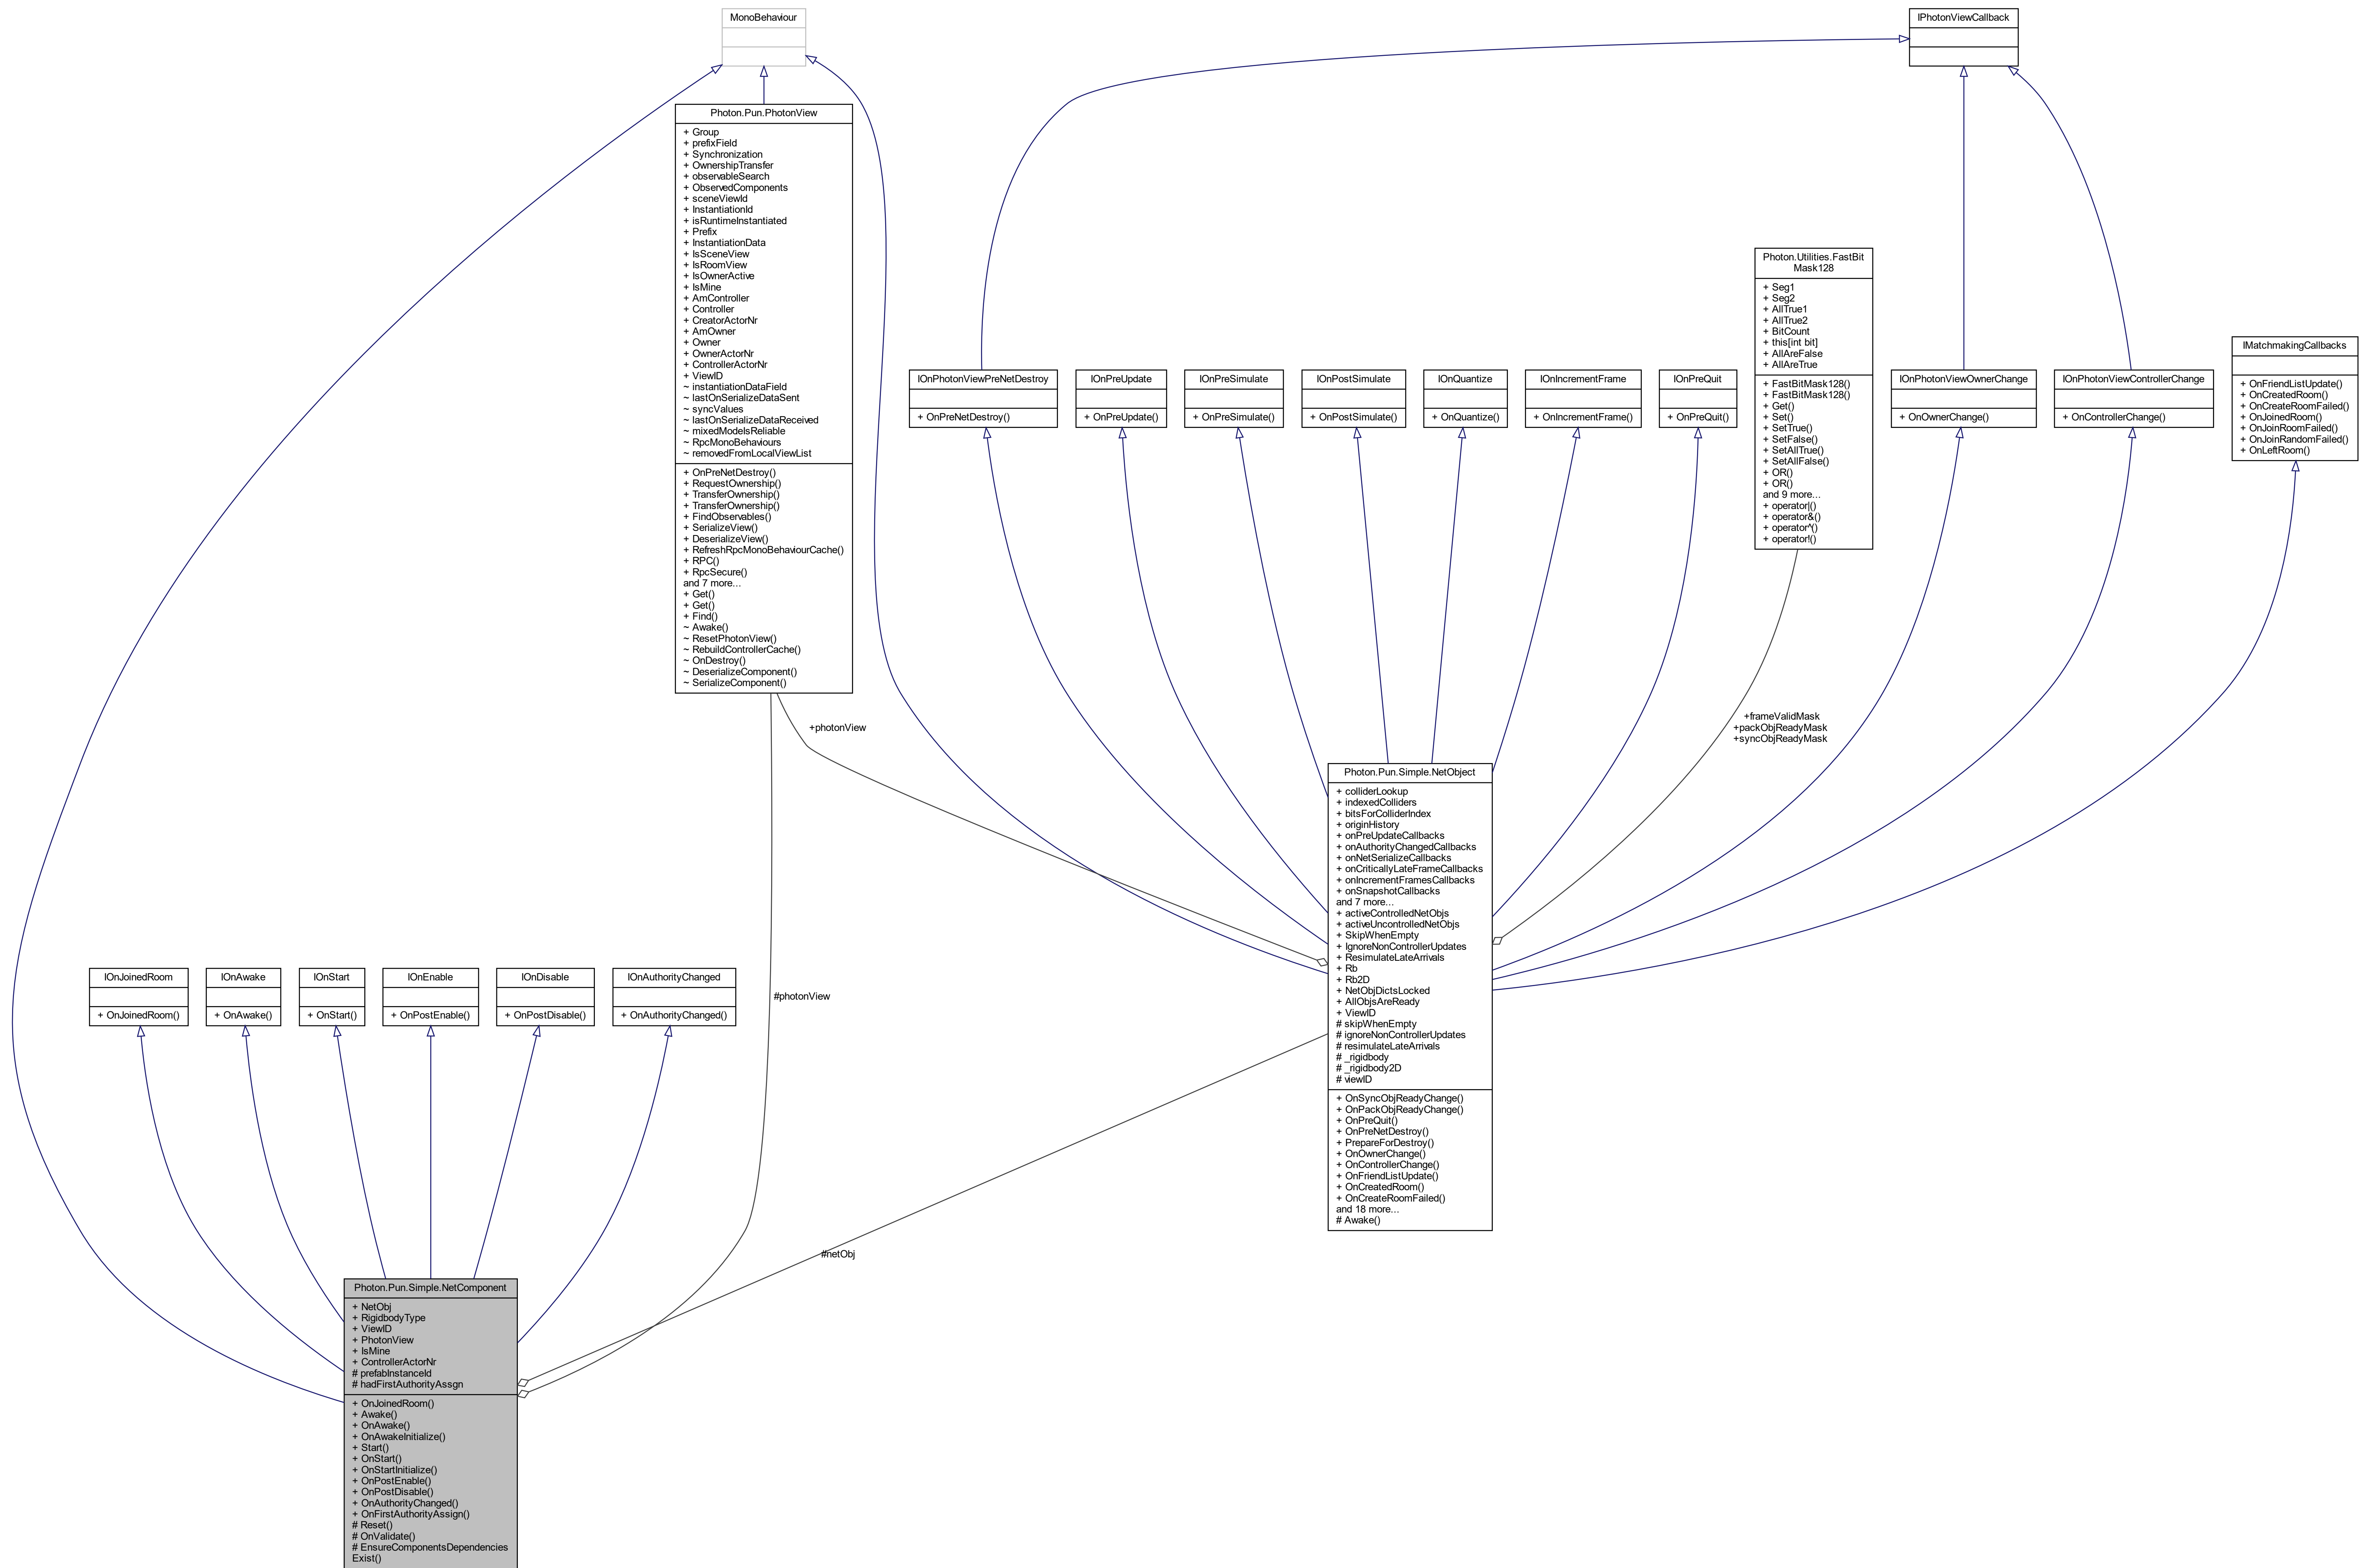 MonoBehaviour
IPhotonViewCallback
Photon.Pun.PhotonView
+ Group
+ prefixField
+ Synchronization
+ OwnershipTransfer
+ observableSearch
+ ObservedComponents
+ sceneViewId
+ InstantiationId
+ isRuntimeInstantiated
+ Prefix
+ InstantiationData
+ IsSceneView
+ IsRoomView
+ IsOwnerActive
+ IsMine
+ AmController
+ Controller
+ CreatorActorNr
+ AmOwner
+ Owner
+ OwnerActorNr
+ ControllerActorNr
+ ViewID
~ instantiationDataField
~ lastOnSerializeDataSent
~ syncValues
~ lastOnSerializeDataReceived
~ mixedModeIsReliable
~ RpcMonoBehaviours
~ removedFromLocalViewList
+ OnPreNetDestroy()
+ RequestOwnership()
+ TransferOwnership()
+ TransferOwnership()
+ FindObservables()
+ SerializeView()
+ DeserializeView()
+ RefreshRpcMonoBehaviourCache()
+ RPC()
+ RpcSecure()
and 7 more...
+ Get()
+ Get()
+ Find()
~ Awake()
~ ResetPhotonView()
~ RebuildControllerCache()
~ OnDestroy()
~ DeserializeComponent()
~ SerializeComponent()
Photon.Utilities.FastBit
Mask128
+ Seg1
+ Seg2
+ AllTrue1
+ AllTrue2
+ BitCount
+ this[int bit]
+ AllAreFalse
+ AllAreTrue
+ FastBitMask128()
+ FastBitMask128()
+ Get()
+ Set()
+ SetTrue()
+ SetFalse()
+ SetAllTrue()
+ SetAllFalse()
+ OR()
+ OR()
and 9 more...
+ operator|()
+ operator&()
+ operator^()
+ operator!()
IMatchmakingCallbacks
+ OnFriendListUpdate()
+ OnCreatedRoom()
+ OnCreateRoomFailed()
+ OnJoinedRoom()
+ OnJoinRoomFailed()
+ OnJoinRandomFailed()
+ OnLeftRoom()
IOnPhotonViewPreNetDestroy
+ OnPreNetDestroy()
IOnPreUpdate
+ OnPreUpdate()
IOnPreSimulate
+ OnPreSimulate()
IOnPostSimulate
+ OnPostSimulate()
IOnQuantize
+ OnQuantize()
IOnIncrementFrame
+ OnIncrementFrame()
IOnPreQuit
+ OnPreQuit()
IOnPhotonViewOwnerChange
+ OnOwnerChange()
IOnPhotonViewControllerChange
+ OnControllerChange()
+photonView
+frameValidMask
+packObjReadyMask
+syncObjReadyMask
Photon.Pun.Simple.NetObject
+ colliderLookup
+ indexedColliders
+ bitsForColliderIndex
+ originHistory
+ onPreUpdateCallbacks
+ onAuthorityChangedCallbacks
+ onNetSerializeCallbacks
+ onCriticallyLateFrameCallbacks
+ onIncrementFramesCallbacks
+ onSnapshotCallbacks
and 7 more...
+ activeControlledNetObjs
+ activeUncontrolledNetObjs
+ SkipWhenEmpty
+ IgnoreNonControllerUpdates
+ ResimulateLateArrivals
+ Rb
+ Rb2D
+ NetObjDictsLocked
+ AllObjsAreReady
+ ViewID
# skipWhenEmpty
# ignoreNonControllerUpdates
# resimulateLateArrivals
# _rigidbody
# _rigidbody2D
# viewID
+ OnSyncObjReadyChange()
+ OnPackObjReadyChange()
+ OnPreQuit()
+ OnPreNetDestroy()
+ PrepareForDestroy()
+ OnOwnerChange()
+ OnControllerChange()
+ OnFriendListUpdate()
+ OnCreatedRoom()
+ OnCreateRoomFailed()
and 18 more...
# Awake()
IOnJoinedRoom
+ OnJoinedRoom()
IOnAwake
+ OnAwake()
IOnStart
+ OnStart()
IOnEnable
+ OnPostEnable()
IOnDisable
+ OnPostDisable()
IOnAuthorityChanged
+ OnAuthorityChanged()
#photonView
#netObj
Photon.Pun.Simple.NetComponent
+ NetObj
+ RigidbodyType
+ ViewID
+ PhotonView
+ IsMine
+ ControllerActorNr
# prefabInstanceId
# hadFirstAuthorityAssgn
+ OnJoinedRoom()
+ Awake()
+ OnAwake()
+ OnAwakeInitialize()
+ Start()
+ OnStart()
+ OnStartInitialize()
+ OnPostEnable()
+ OnPostDisable()
+ OnAuthorityChanged()
+ OnFirstAuthorityAssign()
# Reset()
# OnValidate()
# EnsureComponentsDependencies
Exist()